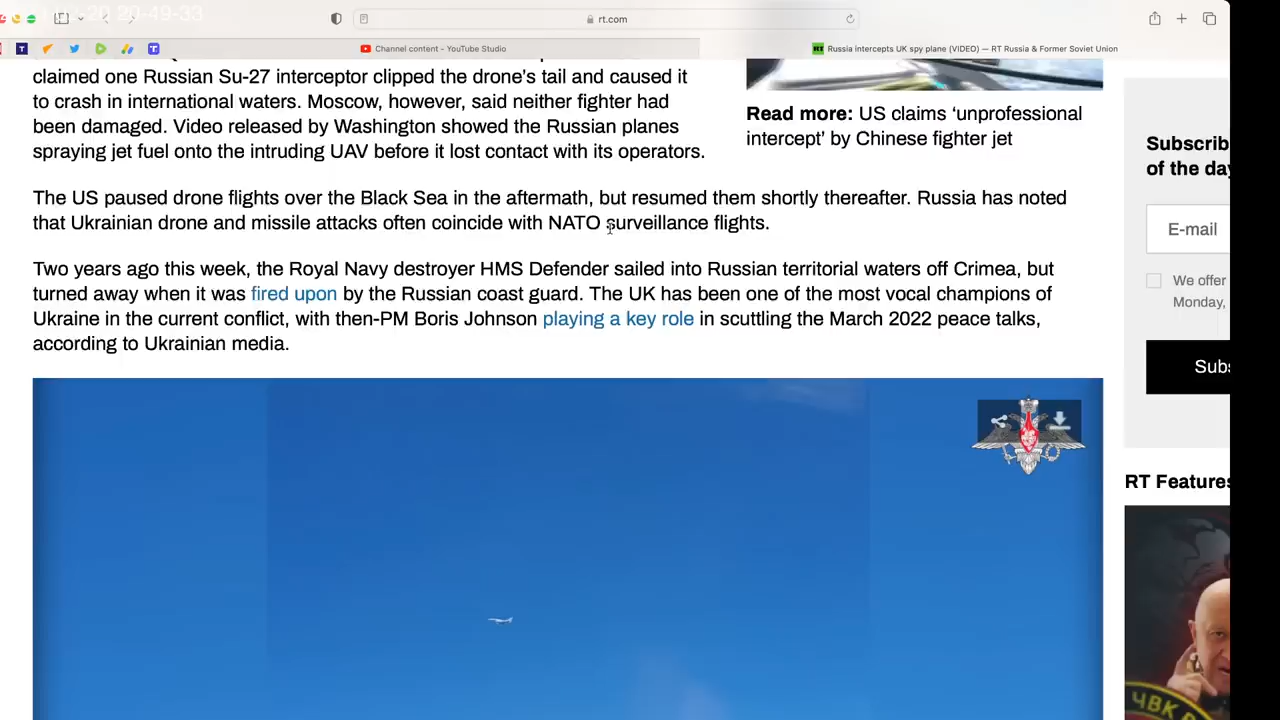 20-49-33
rt.com
Channel content - YouTube Studio
RT Russia intercepts UK spy plane (VIDEO) — RT Russia & Former Soviet Union
claimed one Russian Su-27 interceptor clipped the drone's tail and caused it
to crash in international waters. Moscow, however, said neither fighter had
been damaged. Video released by Washington showed the Russian planes
spraying jet fuel onto the intruding UAV before it lost contact with its operators.
Read more: US claims ‘unprofessional
intercept’ by Chinese fighter jet
The US paused drone flights over the Black Sea in the aftermath, but resumed them shortly thereafter. Russia has noted
that Ukrainian drone and missile attacks often coincide with NATO surveillance flights.
Two years ago this week, the Royal Navy destroyer HMS Defender sailed into Russian territorial waters off Crimea, but
turned away when it was fired upon by the Russian coast guard. The UK has been one of the most vocal champions of
Ukraine in the current conflict, with then-PM Boris Johnson playing a key role in scuttling the March 2022 peace talks,
according to Ukrainian media.
Subscrib
of the day
E-mail
We offer
Monday,
Subs
RT Features
ЧВК